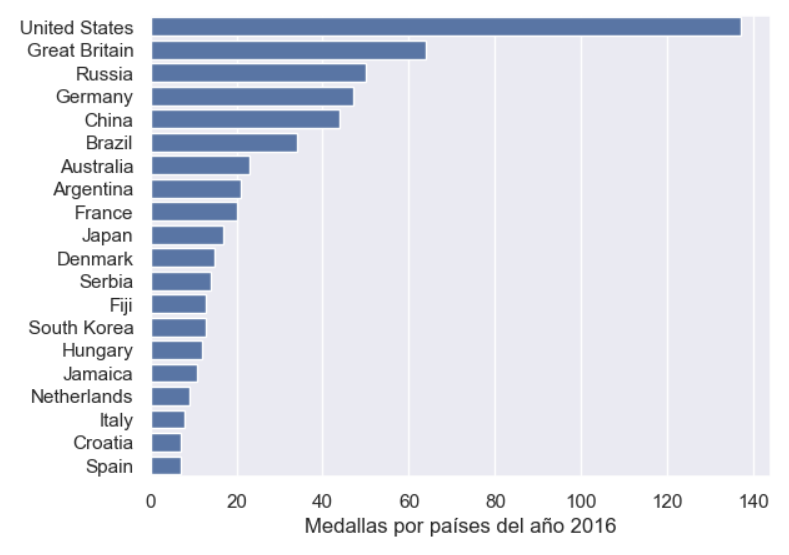 United States
Great Britain
Russia
Germany
China
Brazil
Australia
Argentina
France
Japan
Denmark
Serbia
Fiji
South Korea
Hungary
Jamaica
Netherlands
Italy
Croatia
Spain
0 20 40 60 80 100 120 140
Medallas por países del año 2016